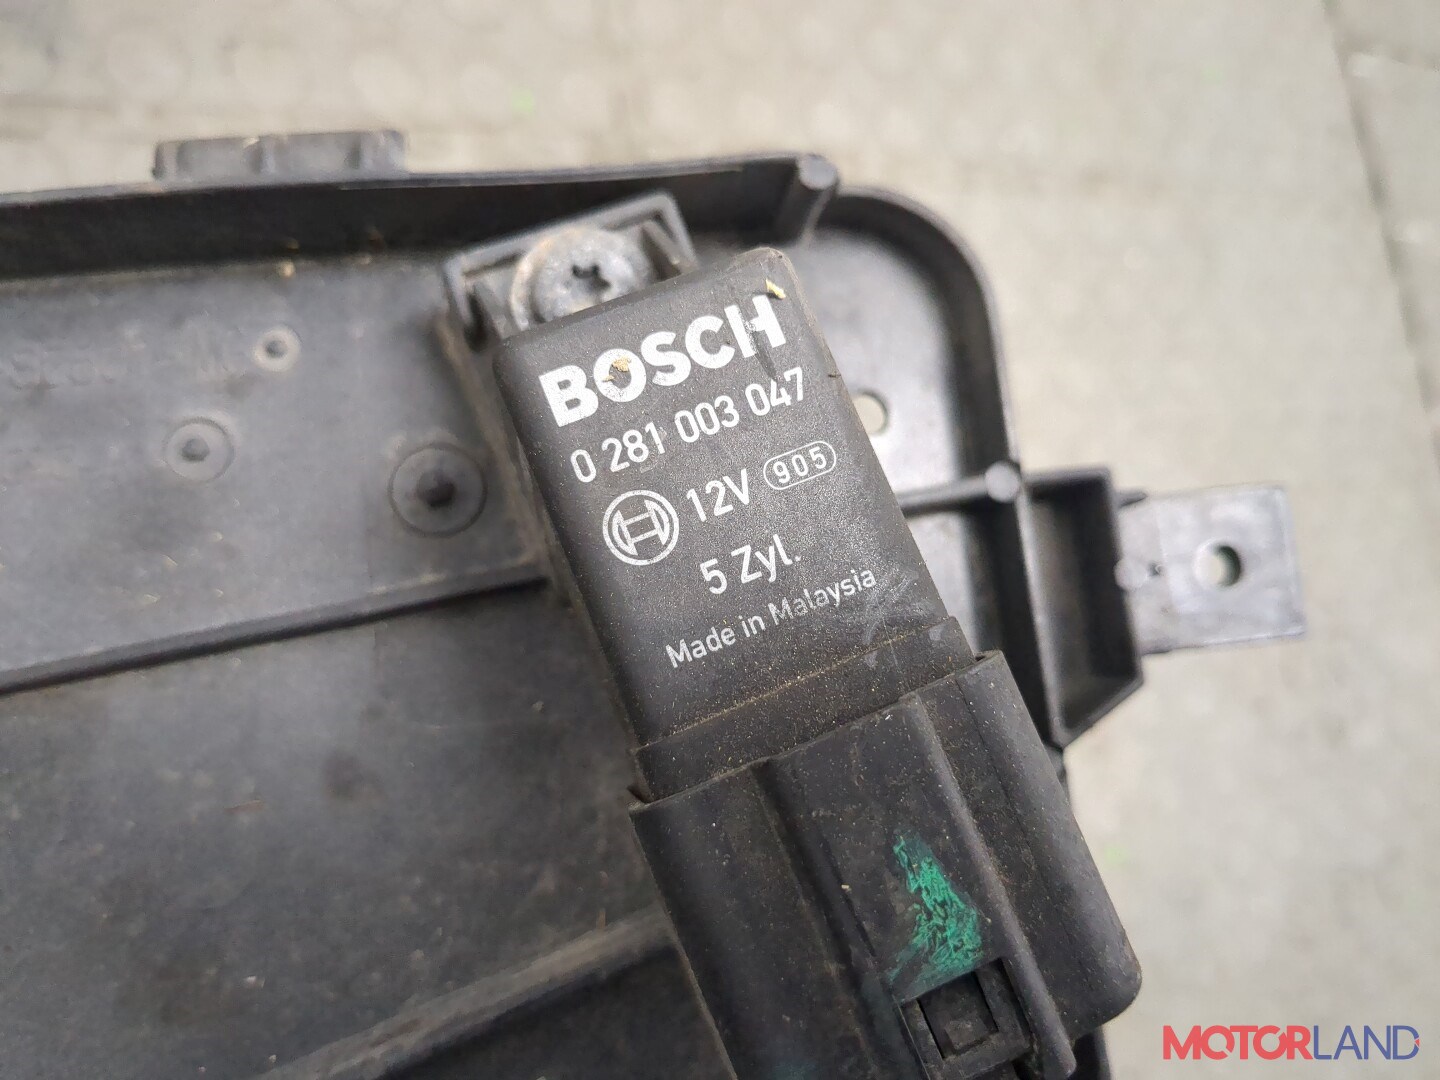 BOSCH
0 281 003 047
12V 905
5 Zyl.
Made in Malaysia
MOTORLAND